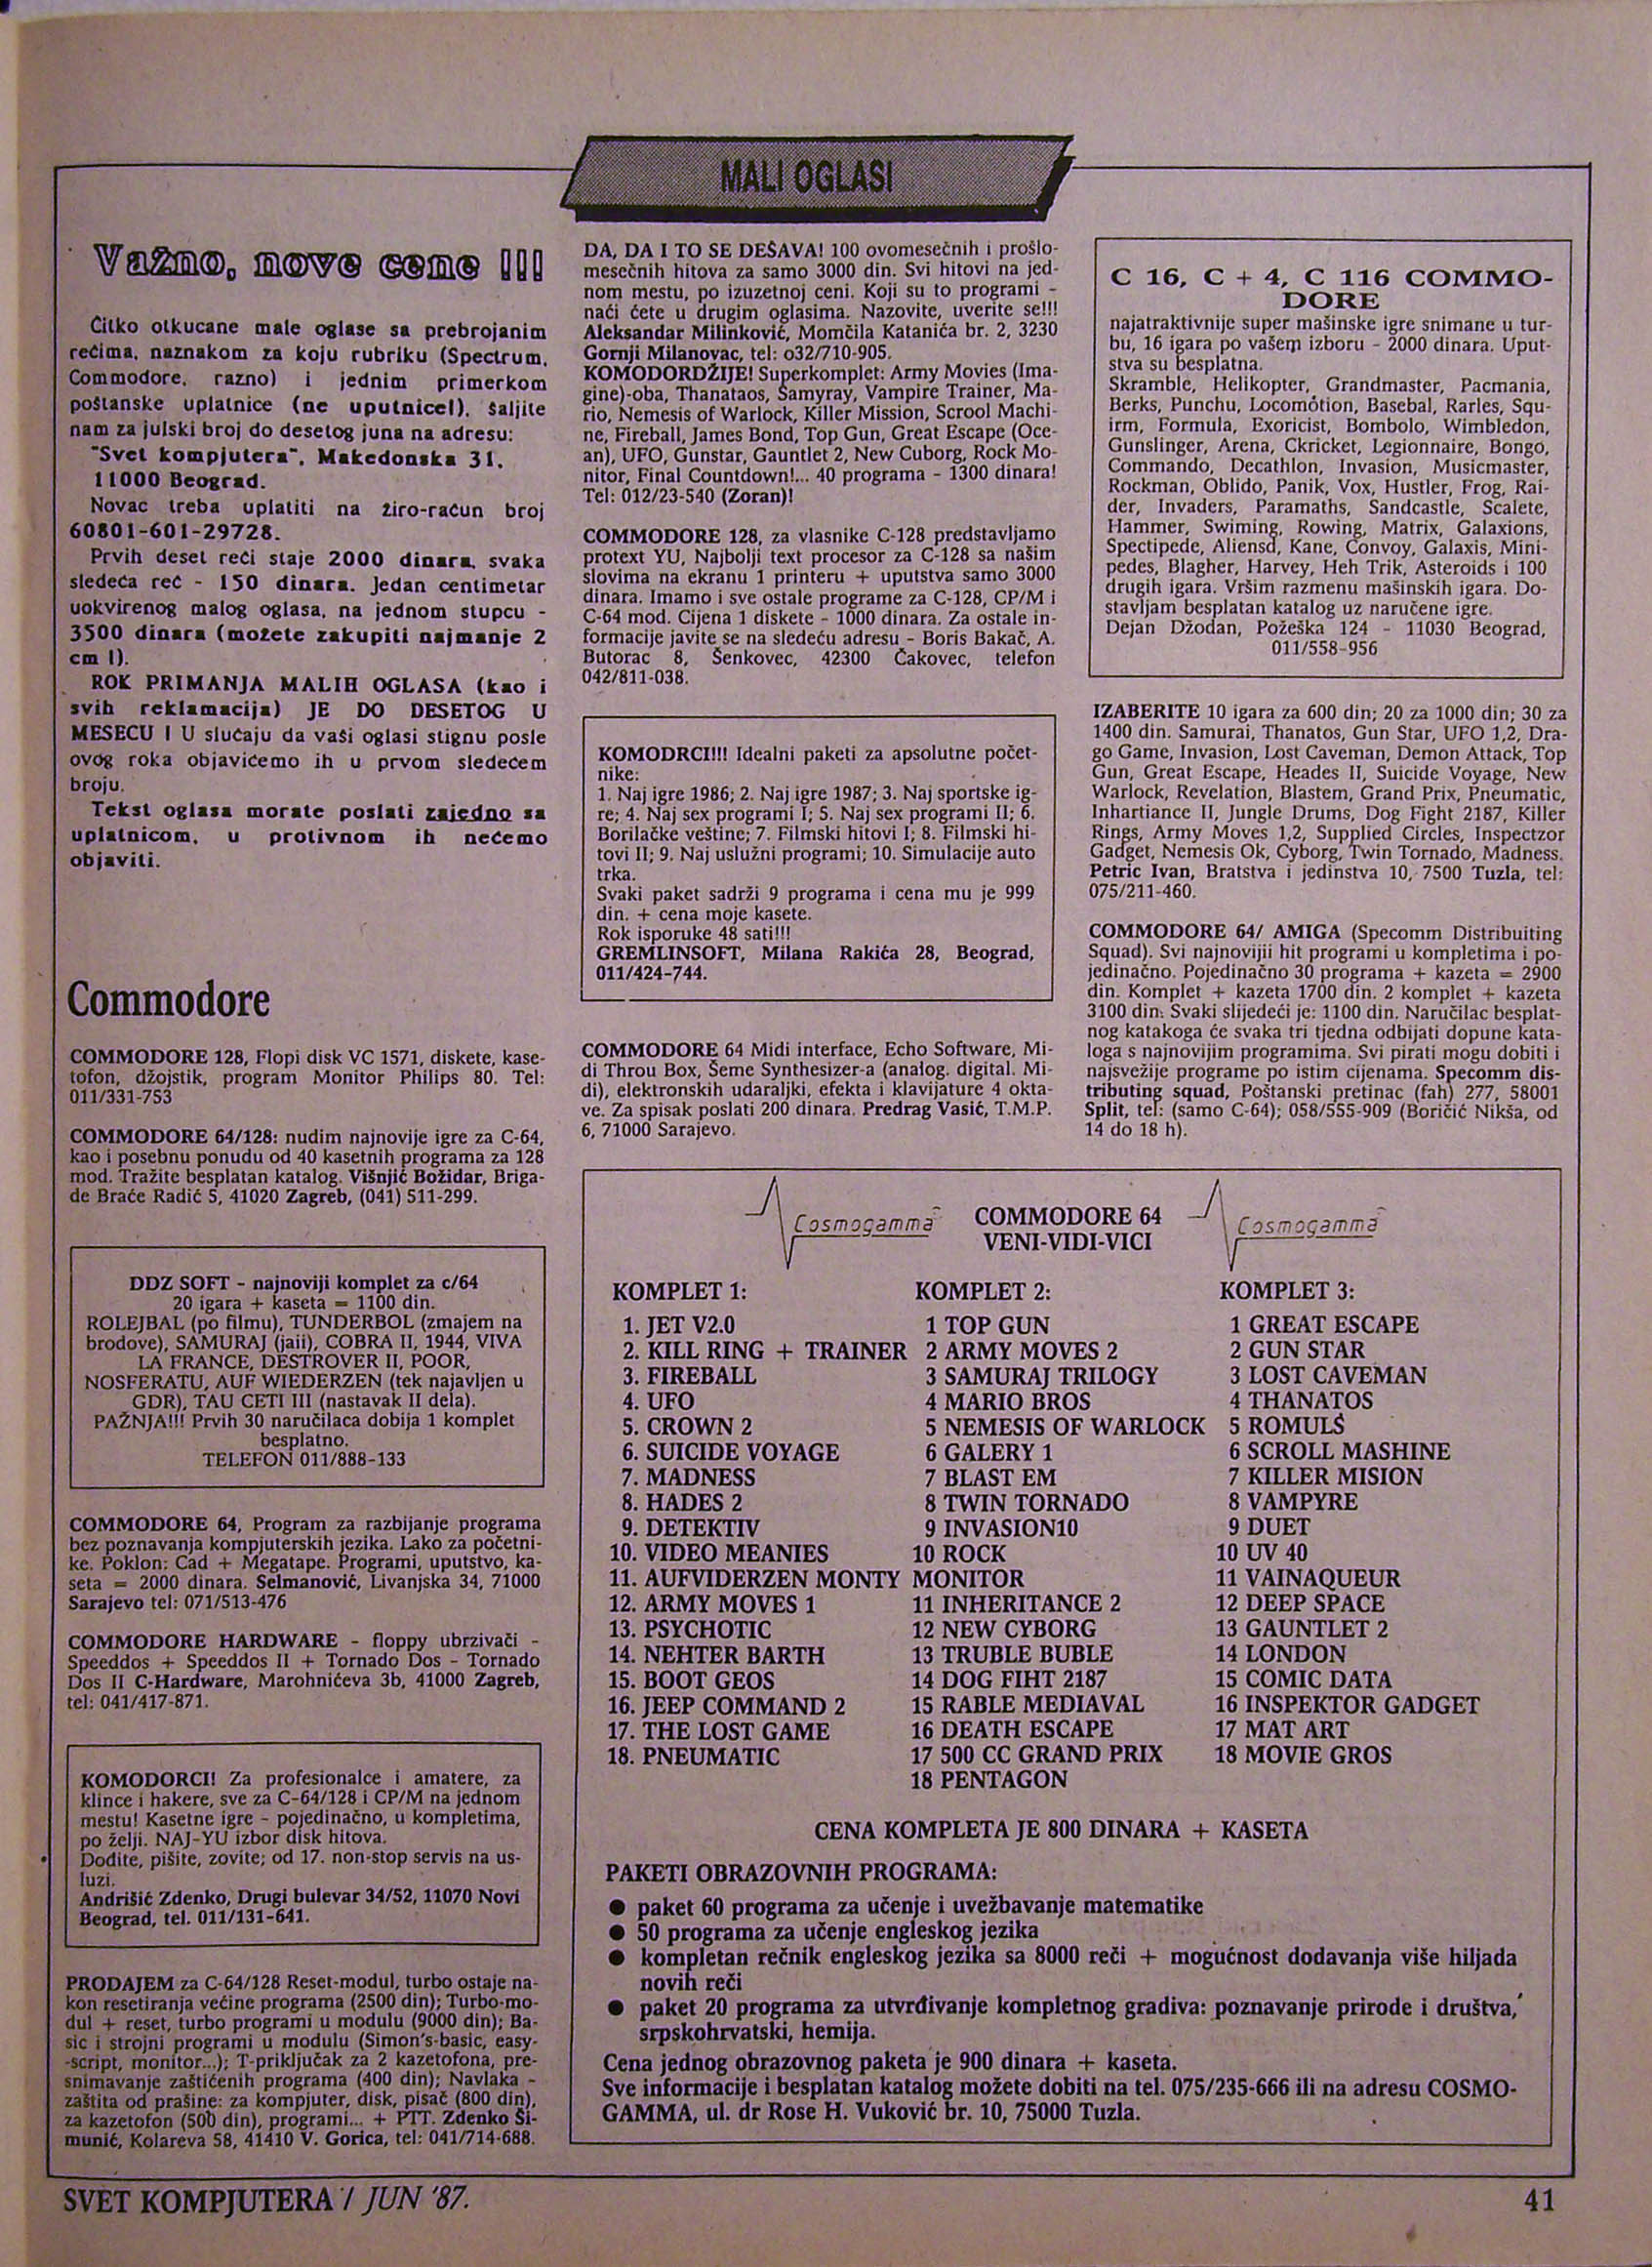 MALI OGLASI
Važno, nove cene !!!
Čitko otkucane male oglase sa prebrojanim
rečima, naznakom za koju rubriku (Spectrum,
Commodore, razno) i jednim primerkom
poštanske uplatnice (ne uputnice!), šaljite
nam za julski broj do desetog juna na adresu:
"Svet kompjutera", Makedonska 31,
11000 Beograd.
Novac treba uplatiti na žiro-račun broj
60801-601-29728.
Prvih deset reči staje 2000 dinara, svaka
sledeća reč - 150 dinara. Jedan centimetar
uokvirenog malog oglasa, na jednom stupcu -
3500 dinara (možete zakupiti najmanje 2
cm !).
ROK PRIMANJA MALIH OGLASA (kao i
svih reklamacija) JE DO DESETOG U
MESECU ! U slučaju da vaši oglasi stignu posle
ovog roka objavićemo ih u prvom sledećem
broju.
Tekst oglasa morate poslati zajedno sa
uplatnicom, u protivnom ih nećemo
objaviti.
Commodore
COMMODORE 128, Flopi disk VC 1571, diskete, kase-
tofon, džojstik, program Monitor Philips 80. Tel:
011/331-753
COMMODORE 64/128: nudim najnovije igre za C-64,
kao i posebnu ponudu od 40 kasetnih programa za 128
mod. Tražite besplatan katalog. Višnjić Božidar, Briga-
de Braće Radić 5, 41020 Zagreb, (041) 511-299.
DDZ SOFT - najnoviji komplet za c/64
20 igara + kaseta = 1100 din.
ROLEJBAL (po filmu), TUNDERBOL (zmajem na
brodove), SAMURAJ (jaii), COBRA II, 1944, VIVA
LA FRANCE, DESTROVER II, POOR,
NOSFERATU, AUF WIEDERZEN (tek najavljen u
GDR), TAU CETI III (nastavak II dela).
PAŽNJA!!! Prvih 30 naručilaca dobija 1 komplet
besplatno.
TELEFON 011/888-133
COMMODORE 64, Program za razbijanje programa
bez poznavanja kompjuterskih jezika. Lako za početni-
ke. Poklon: Cad + Megatape. Programi, uputstvo, ka-
seta = 2000 dinara. Selmanović, Livanjska 34, 71000
Sarajevo tel: 071/513-476
COMMODORE HARDWARE - floppy ubrzivači -
Speeddos + Speeddos II + Tornado Dos - Tornado
Dos II C-Hardware, Marohnićeva 3b, 41000 Zagreb,
tel: 041/417-871.
KOMODORCI! Za profesionalce i amatere, za
klince i hakere, sve za C-64/128 i CP/M na jednom
mestu! Kasetne igre - pojedinačno, u kompletima,
po želji. NAJ-YU izbor disk hitova.
Dođite, pišite, zovite; od 17. non-stop servis na us-
luzi.
Andrišić Zdenko, Drugi bulevar 34/52, 11070 Novi
Beograd, tel. 011/131-641.
PRODAJEM za C-64/128 Reset-modul, turbo ostaje na-
kon resetiranja većine programa (2500 din); Turbo-mo-
dul + reset, turbo programi u modulu (9000 din); Ba-
sic i strojni programi u modulu (Simon's-basic, easy-
-script, monitor...); T-priključak za 2 kazetofona, pre-
snimavanje zaštićenih programa (400 din); Navlaka -
zaštita od prašine: za kompjuter, disk, pisač (800 din),
za kazetofon (500 din), programi... + PTT. Zdenko Ši-
munić, Kolareva 58, 41410 V. Gorica, tel: 041/714-688.
DA, DA I TO SE DEŠAVA! 100 ovomesečnih i prošlo-
mesečnih hitova za samo 3000 din. Svi hitovi na jed-
nom mestu, po izuzetnoj ceni. Koji su to programi -
naći ćete u drugim oglasima. Nazovite, uverite se!!!
Aleksandar Milinković, Momčila Katanića br. 2, 3230
Gornji Milanovac, tel: o32/710-905.
KOMODORDŽIJE! Superkomplet: Army Movies (Ima-
gine)-oba, Thanataos, Samyray, Vampire Trainer, Ma-
rio, Nemesis of Warlock, Killer Mission, Scrool Machi-
ne, Fireball, James Bond, Top Gun, Great Escape (Oce-
an), UFO, Gunstar, Gauntlet 2, New Cuborg, Rock Mo-
nitor, Final Countdown!... 40 programa - 1300 dinara!
Tel: 012/23-540 (Zoran)!
COMMODORE 128, za vlasnike C-128 predstavljamo
protext YU, Najbolji text procesor za C-128 sa našim
slovima na ekranu 1 printeru + uputstva samo 3000
dinara. Imamo i sve ostale programe za C-128, CP/M i
C-64 mod. Cijena 1 diskete - 1000 dinara. Za ostale in-
formacije javite se na sledeću adresu - Boris Bakač, A.
Butorac 8, Šenkovec, 42300 Čakovec, telefon
042/811-038.
KOMODRCI!!! Idealni paketi za apsolutne počet-
nike:
1. Naj igre 1986; 2. Naj igre 1987; 3. Naj sportske ig-
re; 4. Naj sex programi I; 5. Naj sex programi II; 6.
Borilačke veštine; 7. Filmski hitovi I; 8. Filmski hi-
tovi II; 9. Naj uslužni programi; 10. Simulacije auto
trka.
Svaki paket sadrži 9 programa i cena mu je 999
din. + cena moje kasete.
Rok isporuke 48 sati!!!
GREMLINSOFT, Milana Rakića 28, Beograd,
011/424-744.
COMMODORE 64 Midi interface, Echo Software, Mi-
di Throu Box, Šeme Synthesizer-a (analog. digital. Mi-
di), elektronskih udaraljki, efekta i klavijature 4 okta-
ve. Za spisak poslati 200 dinara. Predrag Vasić, T.M.P.
6, 71000 Sarajevo.
C 16, C + 4, C 116 COMMO-
DORE
najatraktivnije super mašinske igre snimane u tur-
bu, 16 igara po vašem izboru - 2000 dinara. Uput-
stva su besplatna.
Skramble, Helikopter, Grandmaster, Pacmania,
Berks, Punchu, Locomotion, Basebal, Rarles, Squ-
irm, Formula, Exoricist, Bombolo, Wimbledon,
Gunslinger, Arena, Ckricket, Legionnaire, Bongo,
Commando, Decathlon, Invasion, Musicmaster,
Rockman, Oblido, Panik, Vox, Hustler, Frog, Rai-
der, Invaders, Paramaths, Sandcastle, Scalete,
Hammer, Swiming, Rowing, Matrix, Galaxions,
Spectipede, Aliensd, Kane, Convoy, Galaxis, Mini-
pedes, Blagher, Harvey, Heh Trik, Asteroids i 100
drugih igara. Vršim razmenu mašinskih igara. Do-
stavljam besplatan katalog uz naručene igre.
Dejan Džodan, Požeška 124 - 11030 Beograd,
011/558-956
IZABERITE 10 igara za 600 din; 20 za 1000 din; 30 za
1400 din. Samurai, Thanatos, Gun Star, UFO 1,2, Dra-
go Game, Invasion, Lost Caveman, Demon Attack, Top
Gun, Great Escape, Heades II, Suicide Voyage, New
Warlock, Revelation, Blastem, Grand Prix, Pneumatic,
Inhartiance II, Jungle Drums, Dog Fight 2187, Killer
Rings, Army Moves 1,2, Supplied Circles, Inspectzor
Gadget, Nemesis Ok, Cyborg, Twin Tornado, Madness.
Petric Ivan, Bratstva i jedinstva 10, 7500 Tuzla, tel:
075/211-460.
COMMODORE 64/ AMIGA (Specomm Distribuiting
Squad). Svi najnovijii hit programi u kompletima i po-
jedinačno. Pojedinačno 30 programa + kazeta = 2900
din. Komplet + kazeta 1700 din. 2 komplet + kazeta
3100 din. Svaki slijedeći je: 1100 din. Naručilac besplat-
nog katakoga će svaka tri tjedna odbijati dopune kata-
loga s najnovijim programima. Svi pirati mogu dobiti i
najsvežije programe po istim cijenama. Specomm dis-
tributing squad, Poštanski pretinac (fah) 277, 58001
Split, tel: (samo C-64); 058/555-909 (Boričić Nikša, od
14 do 18 h).
Cosmogamma COMMODORE 64 Cosmogamma
VENI-VIDI-VICI
KOMPLET 1:
1. JET V2.0
2. KILL RING + TRAINER
3. FIREBALL
4. UFO
5. CROWN 2
6. SUICIDE VOYAGE
7. MADNESS
8. HADES 2
9. DETEKTIV
10. VIDEO MEANIES
11. AUFVIDERZEN MONTY
12. ARMY MOVES 1
13. PSYCHOTIC
14. NEHTER BARTH
15. BOOT GEOS
16. JEEP COMMAND 2
17. THE LOST GAME
18. PNEUMATIC
KOMPLET 2:
1 TOP GUN
2 ARMY MOVES 2
3 SAMURAJ TRILOGY
4 MARIO BROS
5 NEMESIS OF WARLOCK
6 GALERY 1
7 BLAST EM
8 TWIN TORNADO
9 INVASION10
10 ROCK
MONITOR
11 INHERITANCE 2
12 NEW CYBORG
13 TRUBLE BUBLE
14 DOG FIHT 2187
15 RABLE MEDIAVAL
16 DEATH ESCAPE
17 500 CC GRAND PRIX
18 PENTAGON
KOMPLET 3:
1 GREAT ESCAPE
2 GUN STAR
3 LOST CAVEMAN
4 THANATOS
5 ROMULŚ
6 SCROLL MASHINE
7 KILLER MISION
8 VAMPYRE
9 DUET
10 UV 40
11 VAINAQUEUR
12 DEEP SPACE
13 GAUNTLET 2
14 LONDON
15 COMIC DATA
16 INSPEKTOR GADGET
17 MAT ART
18 MOVIE GROS
CENA KOMPLETA JE 800 DINARA + KASETA
PAKETI OBRAZOVNIH PROGRAMA:
● paket 60 programa za učenje i uvežbavanje matematike
● 50 programa za učenje engleskog jezika
● kompletan rečnik engleskog jezika sa 8000 reči + mogućnost dodavanja više hiljada
novih reči
● paket 20 programa za utvrđivanje kompletnog gradiva: poznavanje prirode i društva,
srpskohrvatski, hemija.
Cena jednog obrazovnog paketa je 900 dinara + kaseta.
Sve informacije i besplatan katalog možete dobiti na tel. 075/235-666 ili na adresu COSMO-
GAMMA, ul. dr Rose H. Vuković br. 10, 75000 Tuzla.
SVET KOMPJUTERA / JUN '87.
41